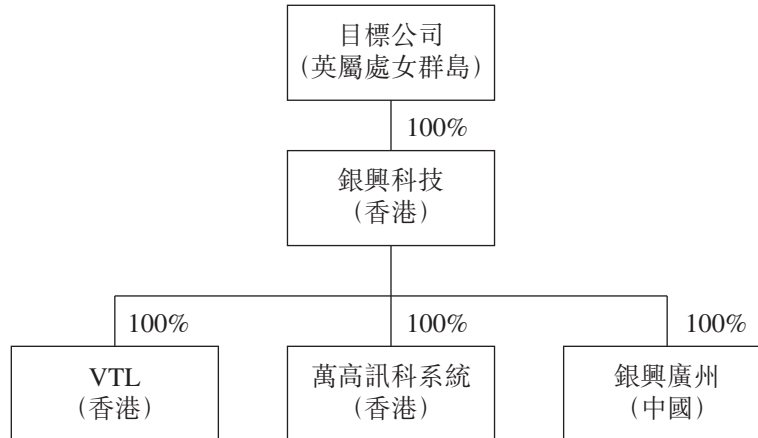 目標公司
(英屬處女群島)
100%
銀興科技
(香港)
100%
100%
100%
VTL
(香港)
萬高訊科系統
(香港)
銀興廣州
(中國)